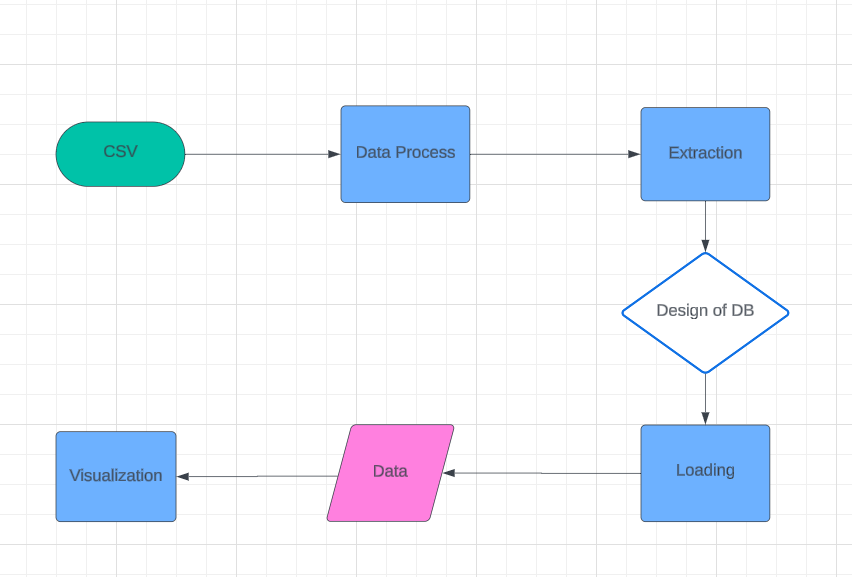 CSV
Data Process
Extraction
Design of DB
Loading
Data
Visualization